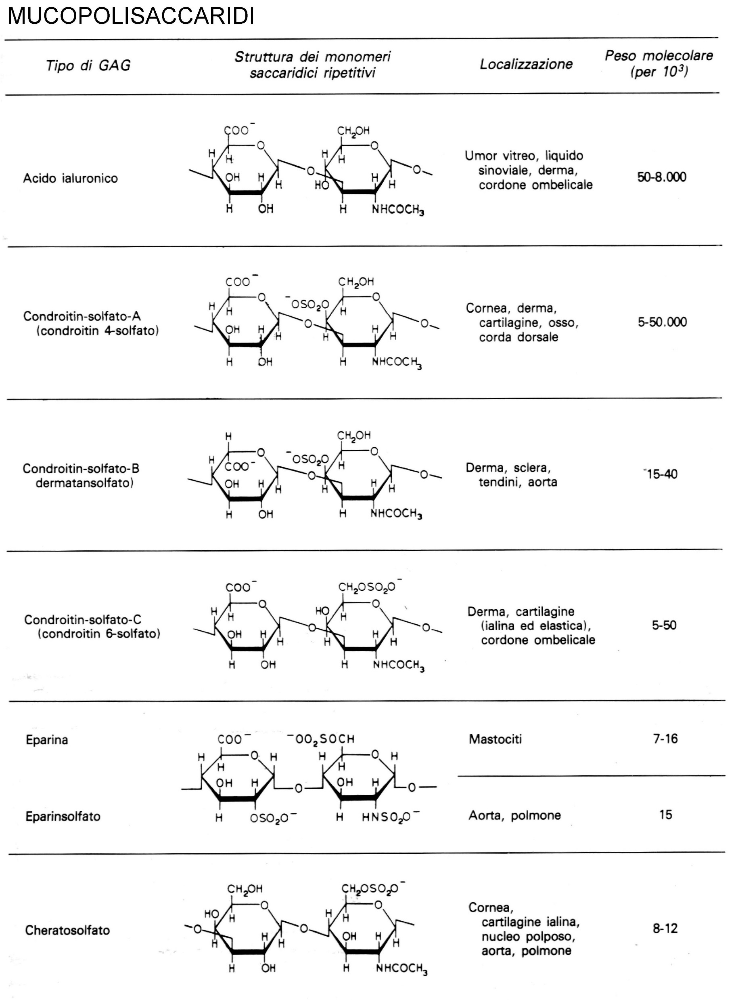 MUCOPOLISACCARIDI
Tipo di GAG
Struttura dei monomeri
saccaridici ripetitivi
Localizzazione
Peso molecolare
(per 10³)
Acido ialuronico
COO⁻
CH₂OH
H
O
H
OH
H
H
H
OH
O
H
O
H
HO
H
H
H
NHCOCH₃
O
Umor vitreo, liquido
sinoviale, derma,
cordone ombelicale
50-8.000
Condroitin-solfato-A
(condroitin 4-solfato)
COO⁻
CH₂OH
H
O
H
OH
H
H
H
OH
O
⁻OSO₂O
O
H
H
H
H
H
NHCOCH₃
O
Cornea, derma,
cartilagine, osso,
corda dorsale
5-50.000
Condroitin-solfato-B
dermatansolfato)
H
CH₂OH
H
O
COO⁻
OH
H
H
H
OH
O
⁻OSO₂O
O
H
H
H
H
H
NHCOCH₃
O
Derma, sclera,
tendini, aorta
15-40
Condroitin-solfato-C
(condroitin 6-solfato)
COO⁻
CH₂OSO₂O⁻
H
O
H
OH
H
H
H
OH
O
HO
O
H
H
H
H
H
NHCOCH₃
O
Derma, cartilagine
(ialina ed elastica),
cordone ombelicale
5-50
Eparina
COO⁻
⁻OO₂SOCH
H
O
H
H
OH
H
H
OSO₂O⁻
O
H
O
H
H
OH
H
H
HNSO₂O⁻
O
Mastociti
7-16
Eparinsolfato
Aorta, polmone
15
Cheratosolfato
CH₂OH
CH₂OSO₂O⁻
HO
O
H
O
H
H
H
H
OH
O
H
O
H
OH
H
H
H
NHCOCH₃
Cornea,
cartilagine ialina,
nucleo polposo,
aorta, polmone
8-12